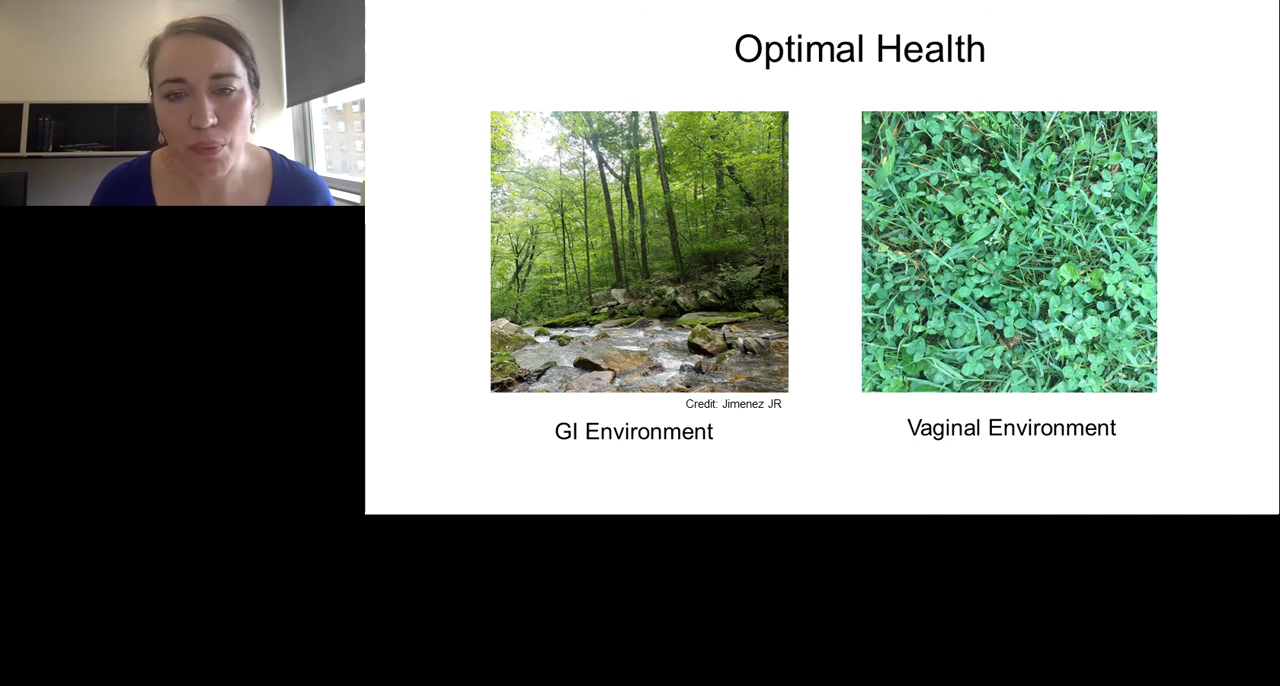 Optimal Health
Credit: Jimenez JR
GI Environment
Vaginal Environment